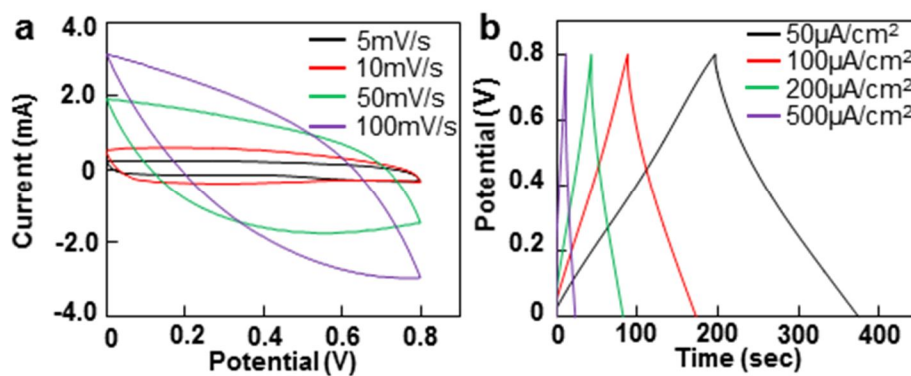 a
4.0
2.0
0
-2.0
-4.0
Current (mA)
0
0.2
0.4
0.6
0.8
Potential (V)
5mV/s
10mV/s
50mV/s
100mV/s
b
0.8
0.6
0.4
0.2
0
Potential (V)
0
100
200
300
400
Time (sec)
50µA/cm²
100µA/cm²
200µA/cm²
500µA/cm²